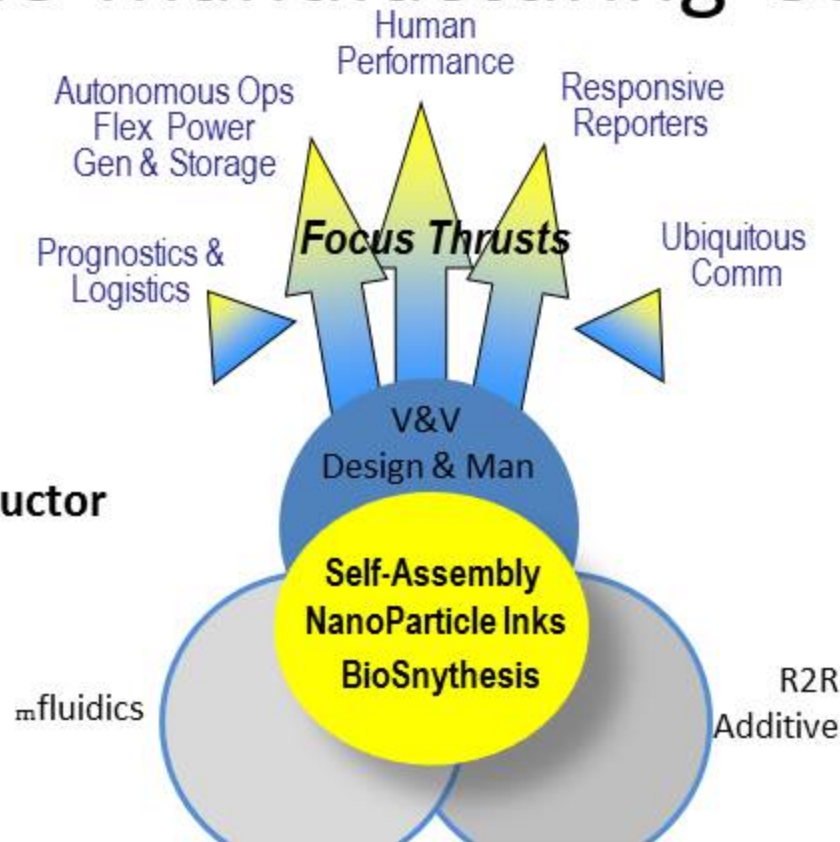 Human
Performance
Autonomous Ops
Flex Power
Gen & Storage
Responsive
Reporters
Focus Thrusts
Prognostics &
Logistics
Ubiquitous
Comm
V&V
Design & Man
uctor
Self-Assembly
NanoParticle Inks
BioSnythesis
mfluidics
R2R
Additive